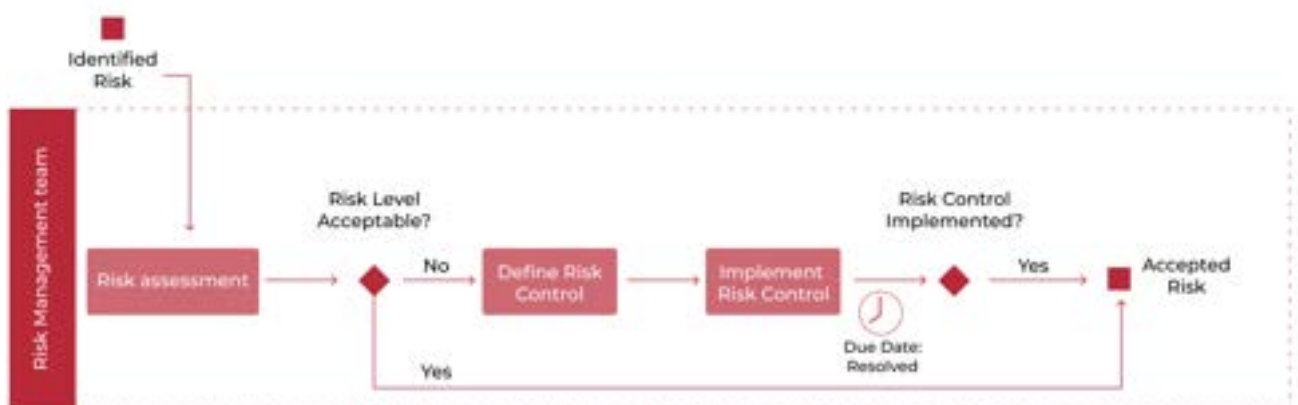 Identified
Risk
Risk Management team
Risk Level
Acceptable?
Risk Control
Implemented?
Risk assessment
No
Define Risk
Control
Implement
Risk Control
Yes
Accepted
Risk
Due Date:
Resolved
Yes